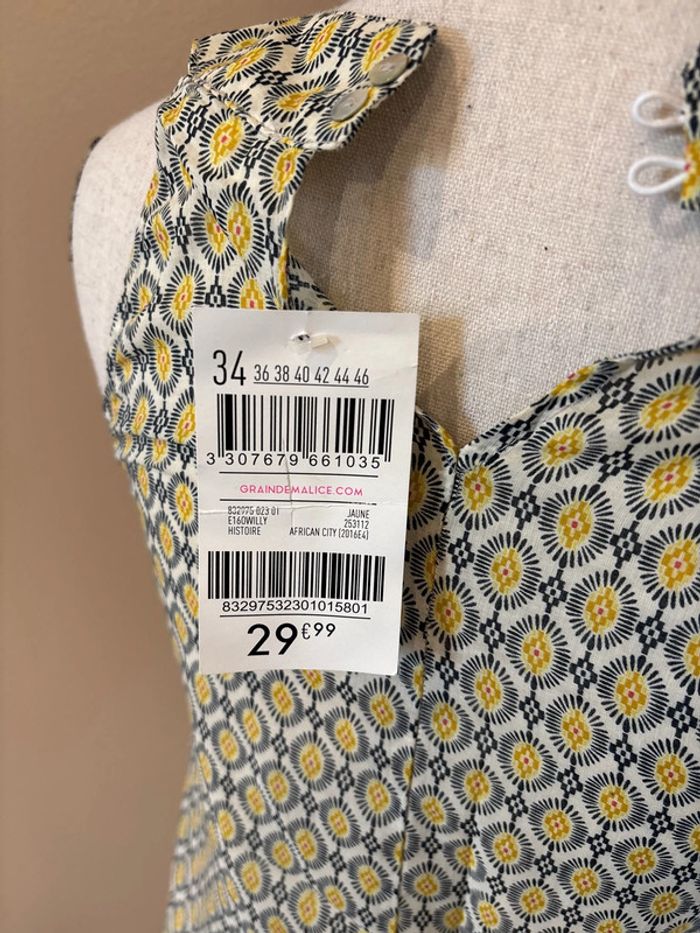 34 36 38 40 42 44 46
3 307679 661035
GRAINDEMALICE.COM
832975 023 01 JAUNE
E16OWILLY 253112
HISTOIRE AFRICAN CITY (2016E4)
83297532301015801
29€99